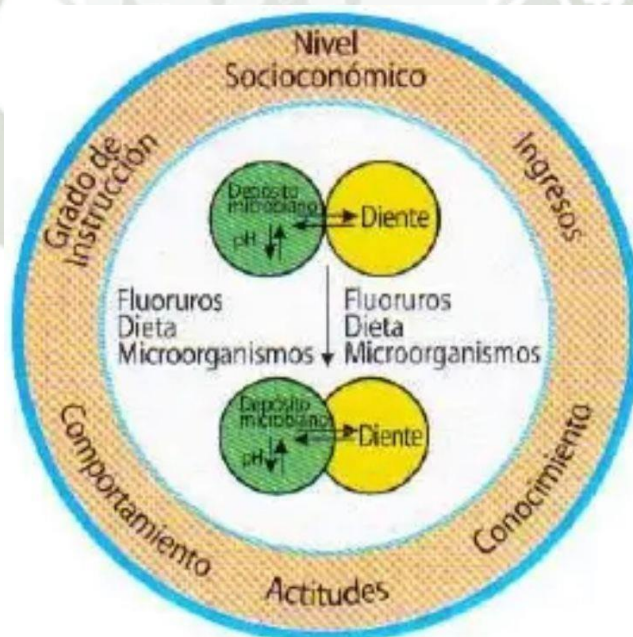 Nivel
Socioconómico
Grado de
Instrucción
Ingresos
Depósito
microbiano
pH
Diente
Fluoruros
Dieta
Microorganismos
Fluoruros
Dieta
Microorganismos
Depósito
microbiano
pH
Diente
Comportamiento
Actitudes
Conocimiento